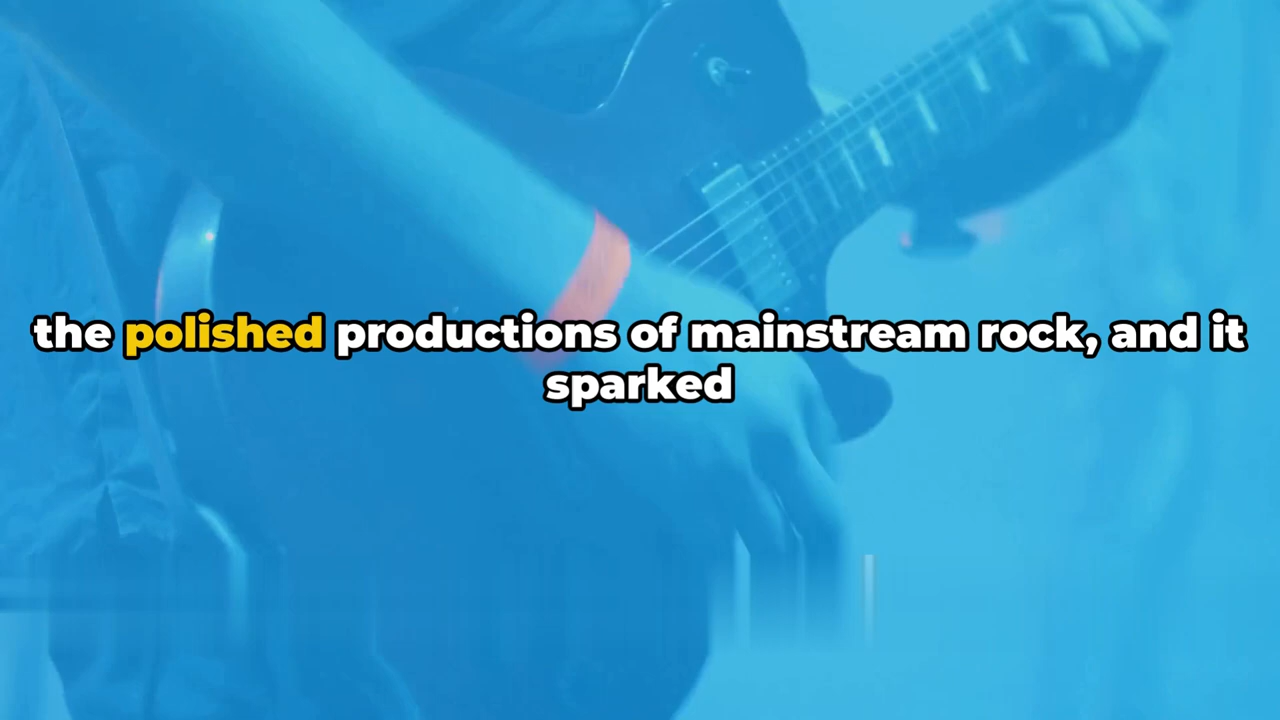 the polished productions of mainstream rock, and it
sparked